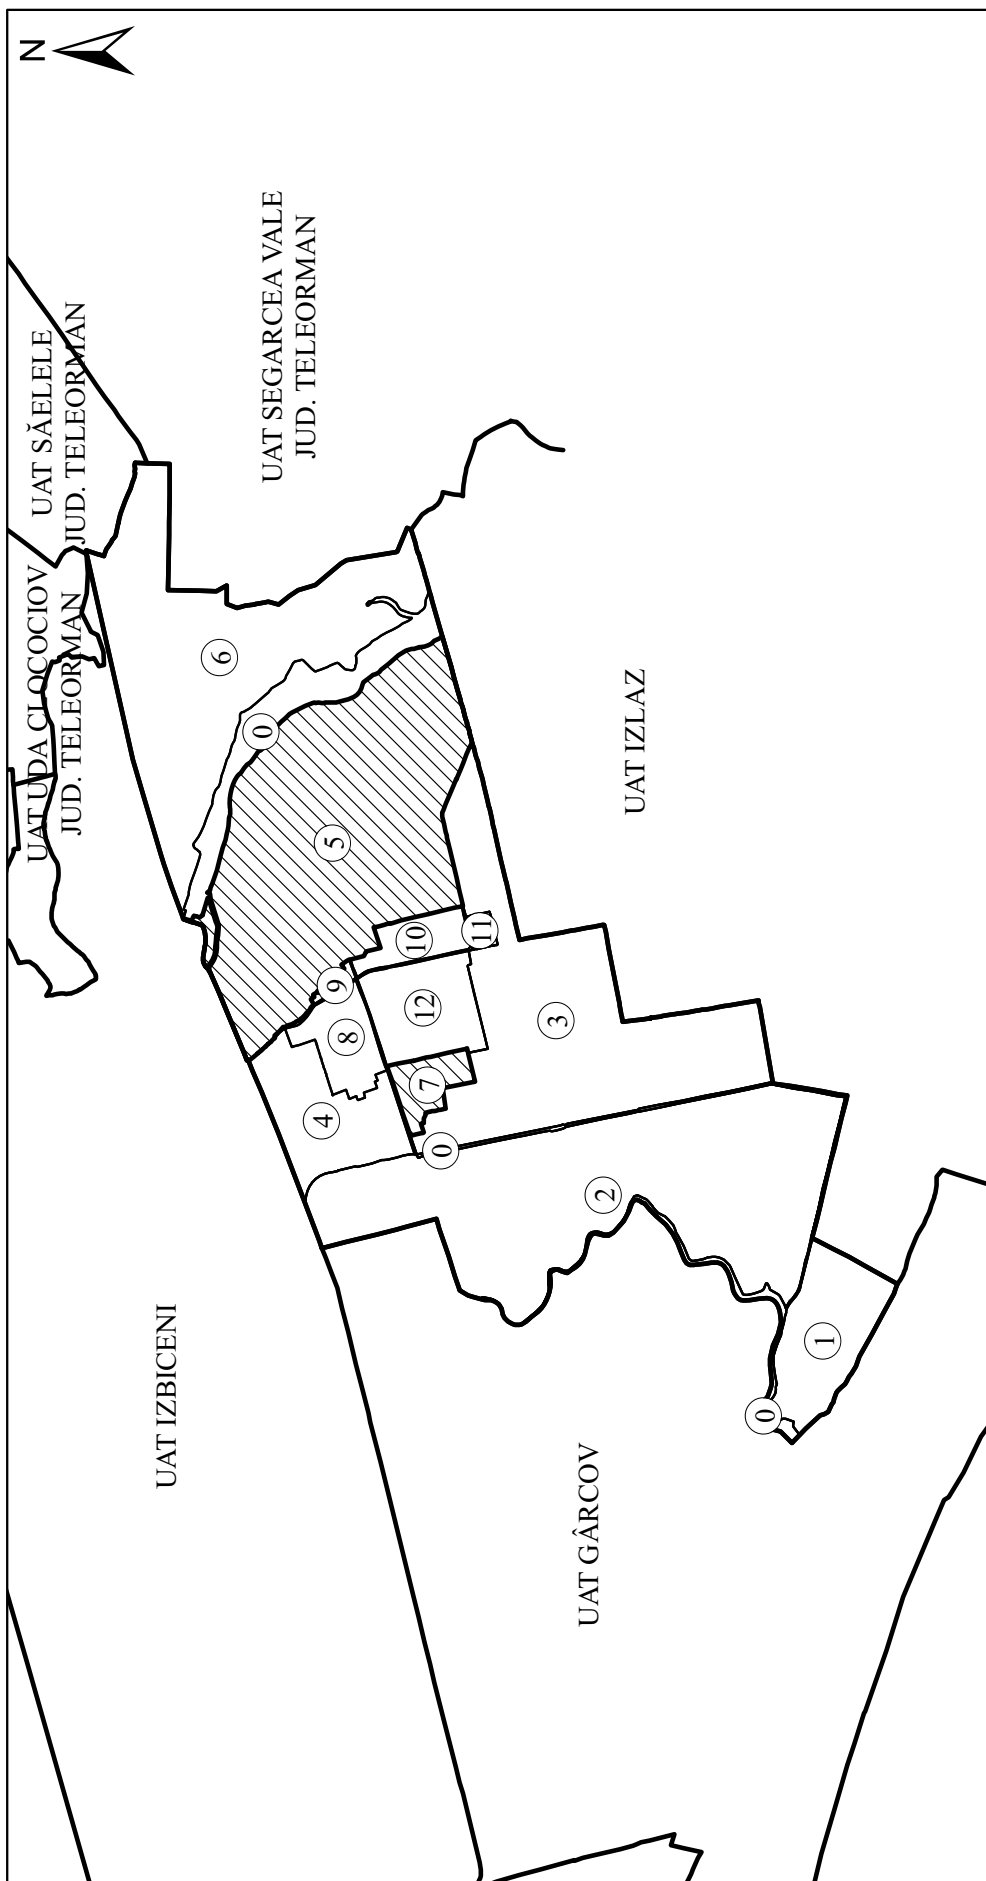 N
UAT SĂELELE
JUD. TELEORMAN
UAT UDA CLOCOCIOV
JUD. TELEORMAN
UAT SEGARCEA VALE
JUD. TELEORMAN
6
0
5
10
11
9
12
8
7
3
4
0
2
1
0
UAT IZLAZ
UAT IZBICENI
UAT GÂRCOV